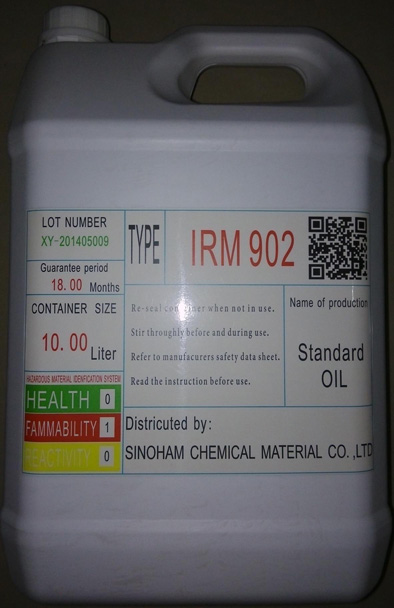 LOT NUMBER
XY-201405009
TYPE
IRM 902
Guarantee period
18.00 Months
CONTAINER SIZE
10.00 Liter
Re-seal container when not in use.
Stir throughly before and during use.
Refer to manufacurers safety data sheet.
Read the instruction before use.
Name of production
Standard
OIL
HAZARDOUS MATERIAL IDENFICATION SYSTEM
HEALTH 0
FAMMABILITY 1
REACTIVITY 0
Districuted by:
SINOHAM CHEMICAL MATERIAL CO.,LTD